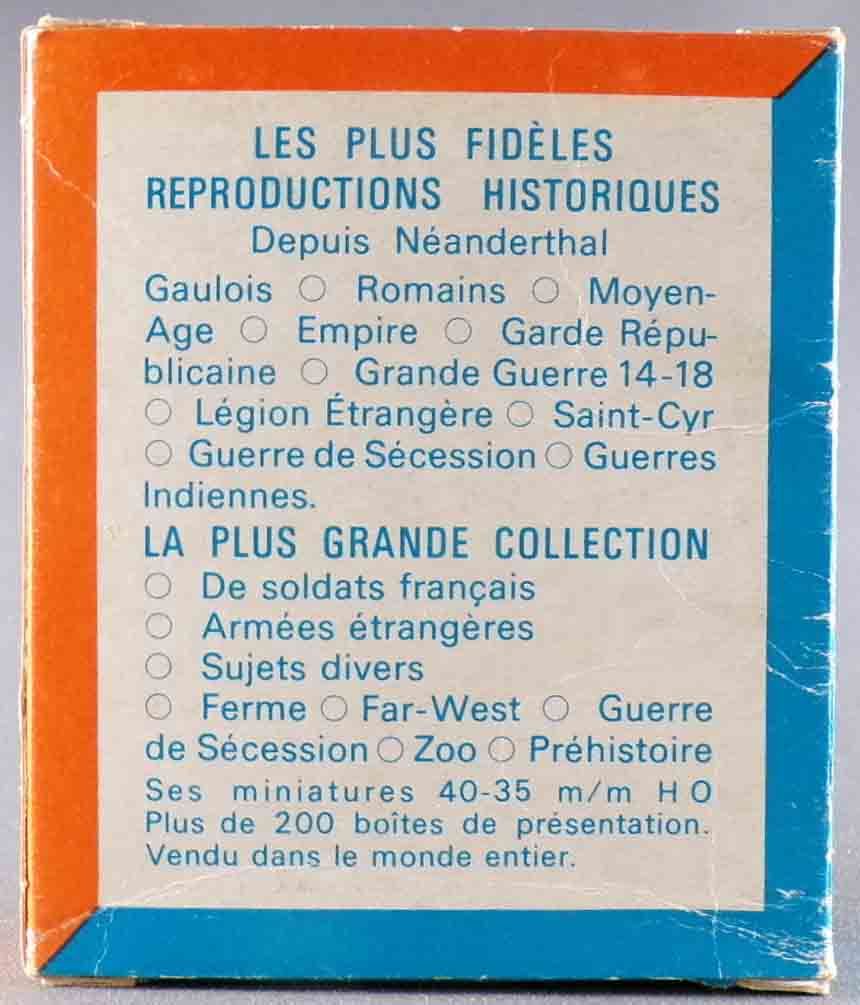 LES PLUS FIDÈLES
REPRODUCTIONS HISTORIQUES
Depuis Néanderthal
Gaulois ○ Romains ○ Moyen-
Age ○ Empire ○ Garde Répu-
blicaine ○ Grande Guerre 14-18
○ Légion Étrangère ○ Saint-Cyr
○ Guerre de Sécession ○ Guerres
Indiennes.
LA PLUS GRANDE COLLECTION
○ De soldats français
○ Armées étrangères
○ Sujets divers
○ Ferme ○ Far-West ○ Guerre
de Sécession ○ Zoo ○ Préhistoire
Ses miniatures 40-35 m/m H O
Plus de 200 boîtes de présentation.
Vendu dans le monde entier.